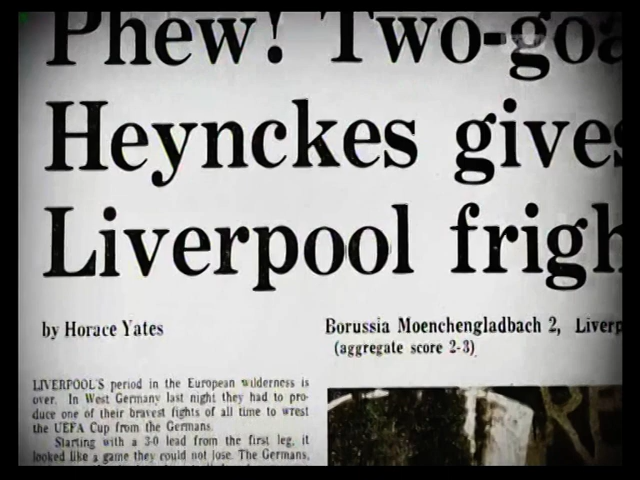 Phew! Two-goa
Heynckes gives
Liverpool frigh
by Horace Yates
Borussia Moenchengladbach 2, Liverp
(aggregate score 2-3)
LIVERPOOL'S period in the European wilderness is
over. In West Germany last night they had to pro-
duce one of their bravest fights of all time to wrest
the UEFA Cup from the Germans.
Starting with a 3-0 lead from the first leg, it
looked like a game they could not lose. The Germans,